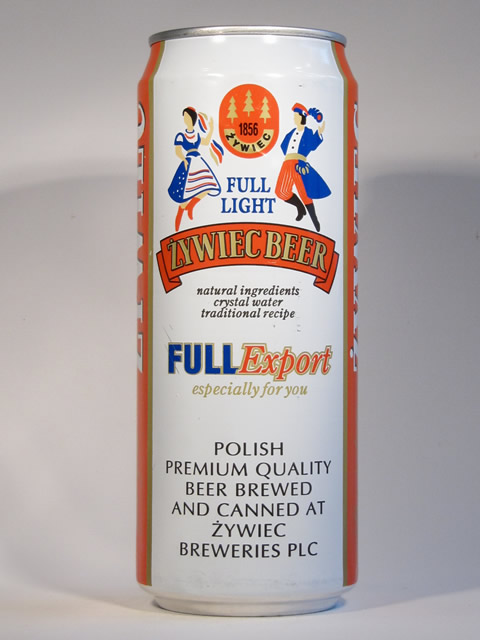 1856
ŻYWIEC
FULL
LIGHT
ŻYWIEC BEER
natural ingredients
crystal water
traditional recipe
FULL Export
especially for you
POLISH
PREMIUM QUALITY
BEER BREWED
AND CANNED AT
ŻYWIEC
BREWERIES PLC